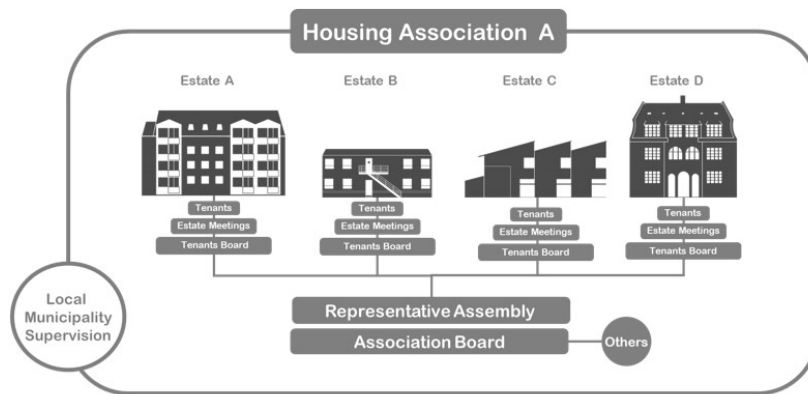 Housing Association A
Estate A
Estate B
Estate C
Estate D
Tenants
Estate Meetings
Tenants Board
Tenants
Estate Meetings
Tenants Board
Tenants
Estate Meetings
Tenants Board
Tenants
Estate Meetings
Tenants Board
Local
Municipality
Supervision
Representative Assembly
Association Board
Others